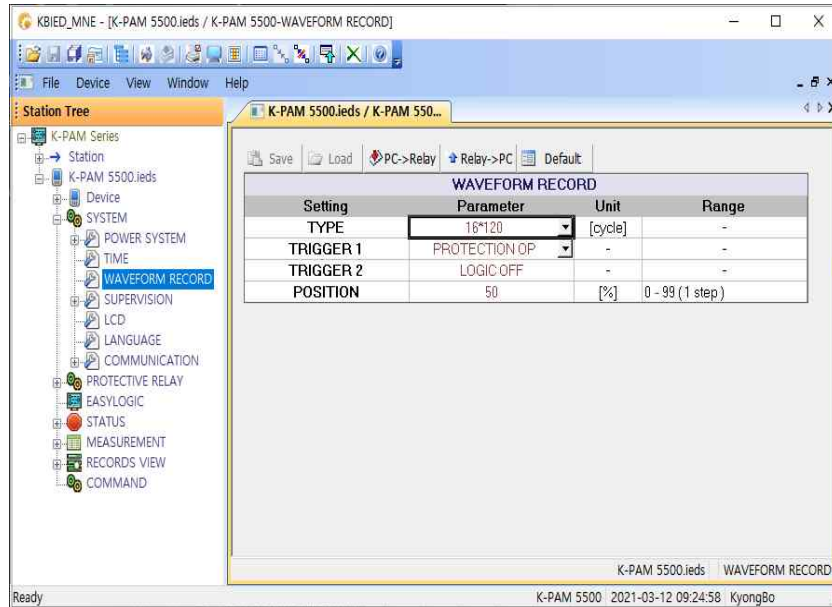 KBIED_MNE - [K-PAM 5500.ieds / K-PAM 5500-WAVEFORM RECORD]
File Device View Window Help
Station Tree
K-PAM Series
Station
K-PAM 5500.ieds
Device
SYSTEM
POWER SYSTEM
TIME
WAVEFORM RECORD
SUPERVISION
LCD
LANGUAGE
COMMUNICATION
PROTECTIVE RELAY
EASYLOGIC
STATUS
MEASUREMENT
RECORDS VIEW
COMMAND
K-PAM 5500.ieds / K-PAM 550...
Save Load PC->Relay Relay->PC Default
WAVEFORM RECORD
Setting Parameter Unit Range
TYPE 16*120 [cycle] -
TRIGGER 1 PROTECTION OP - -
TRIGGER 2 LOGIC OFF - -
POSITION 50 [%] 0 - 99 ( 1 step )
K-PAM 5500.ieds WAVEFORM RECORD
Ready K-PAM 5500 2021-03-12 09:24:58 KyongBo